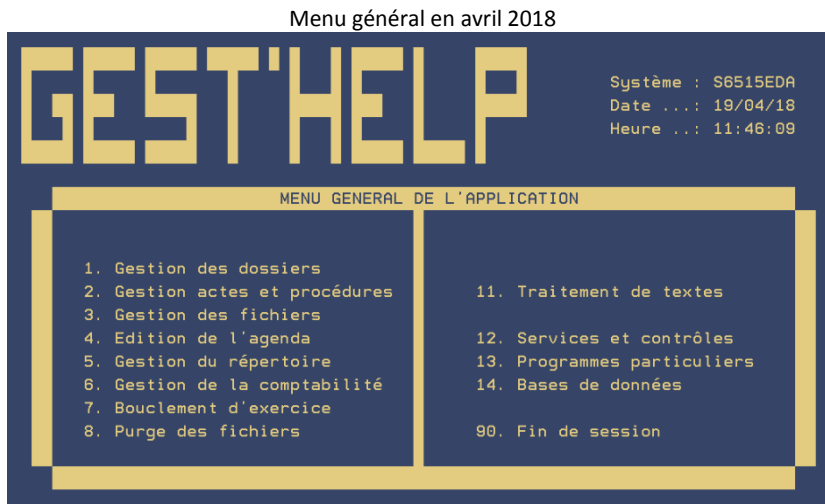 Menu général en avril 2018
GEST'HELP
Système : S6515EDA
Date ...: 19/04/18
Heure ..: 11:46:09
MENU GENERAL DE L'APPLICATION
1. Gestion des dossiers
2. Gestion actes et procédures
3. Gestion des fichiers
4. Edition de l'agenda
5. Gestion du répertoire
6. Gestion de la comptabilité
7. Bouclement d'exercice
8. Purge des fichiers
11. Traitement de textes
12. Services et contrôles
13. Programmes particuliers
14. Bases de données
90. Fin de session